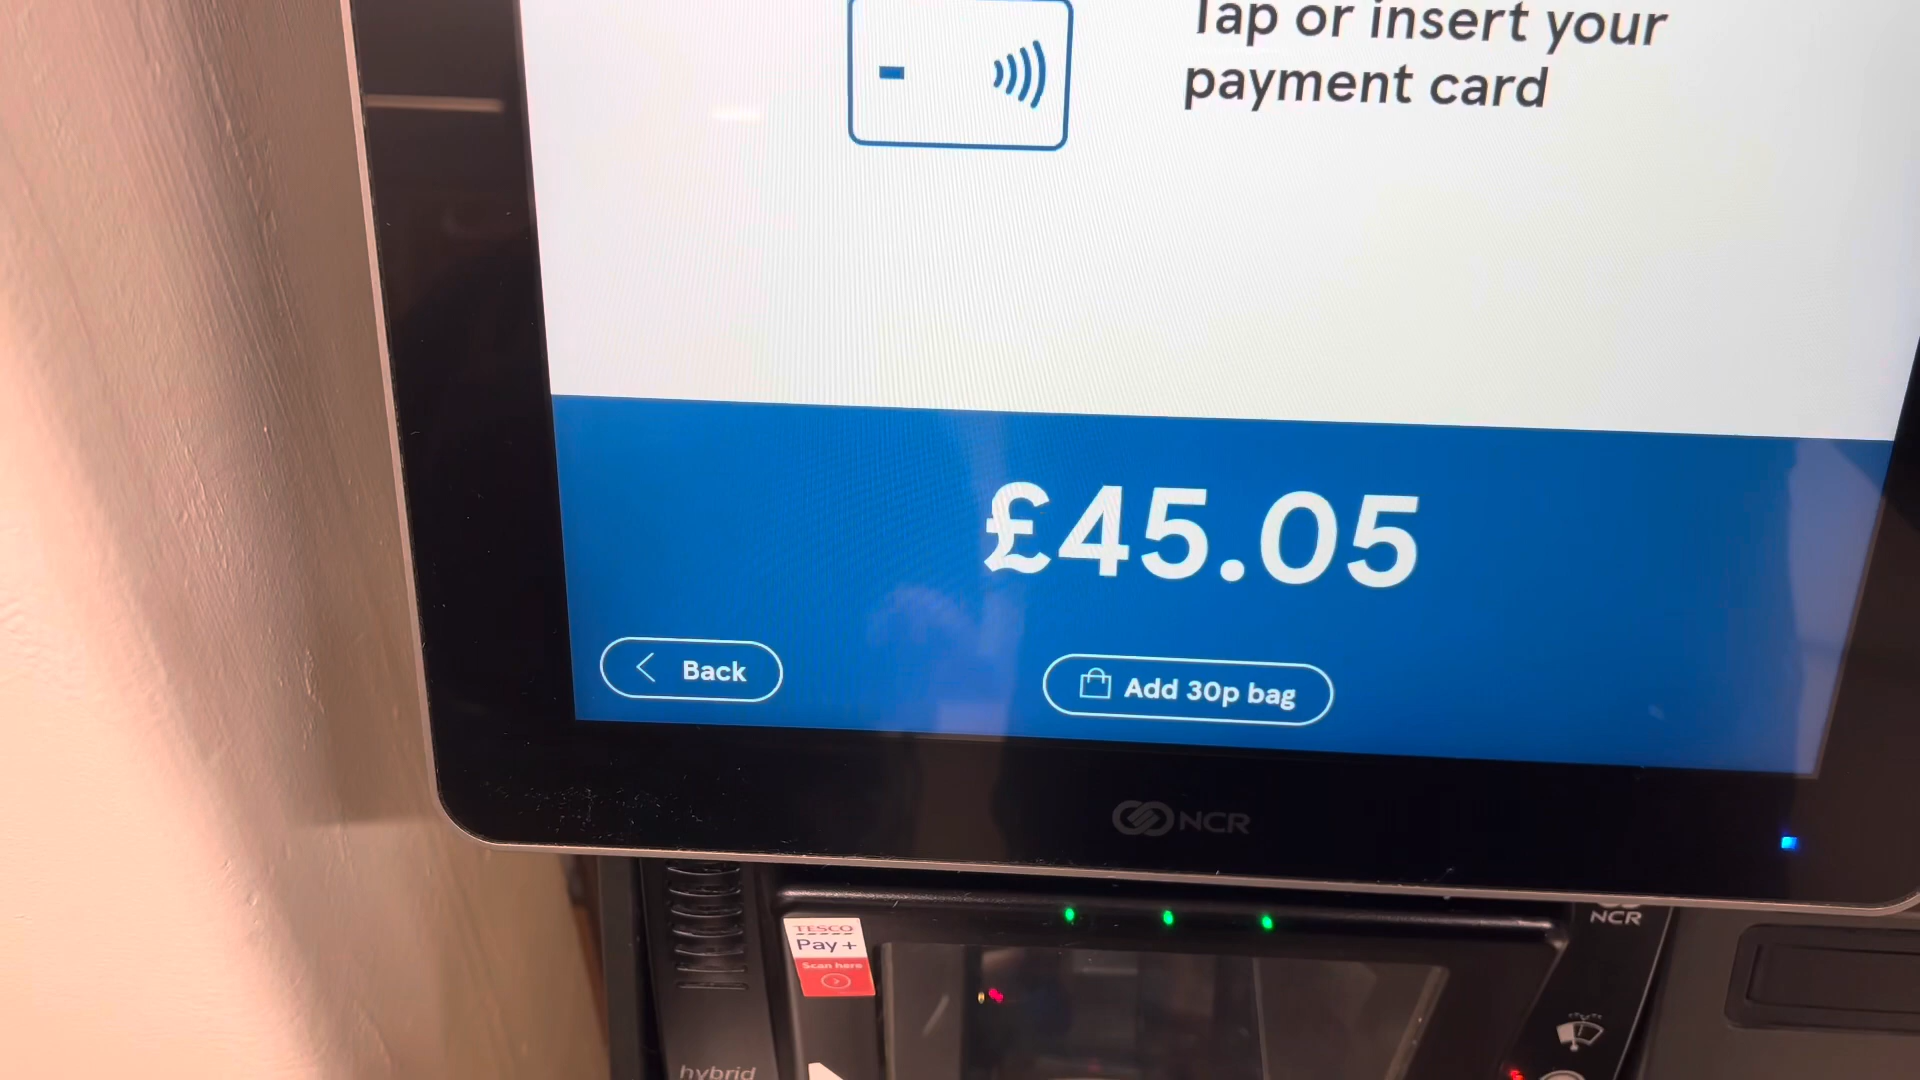 Tap or insert your
payment card
£45.05
Back
Add 30p bag
NCR
NCR
TESCO
Pay+
Scan here
hybrid